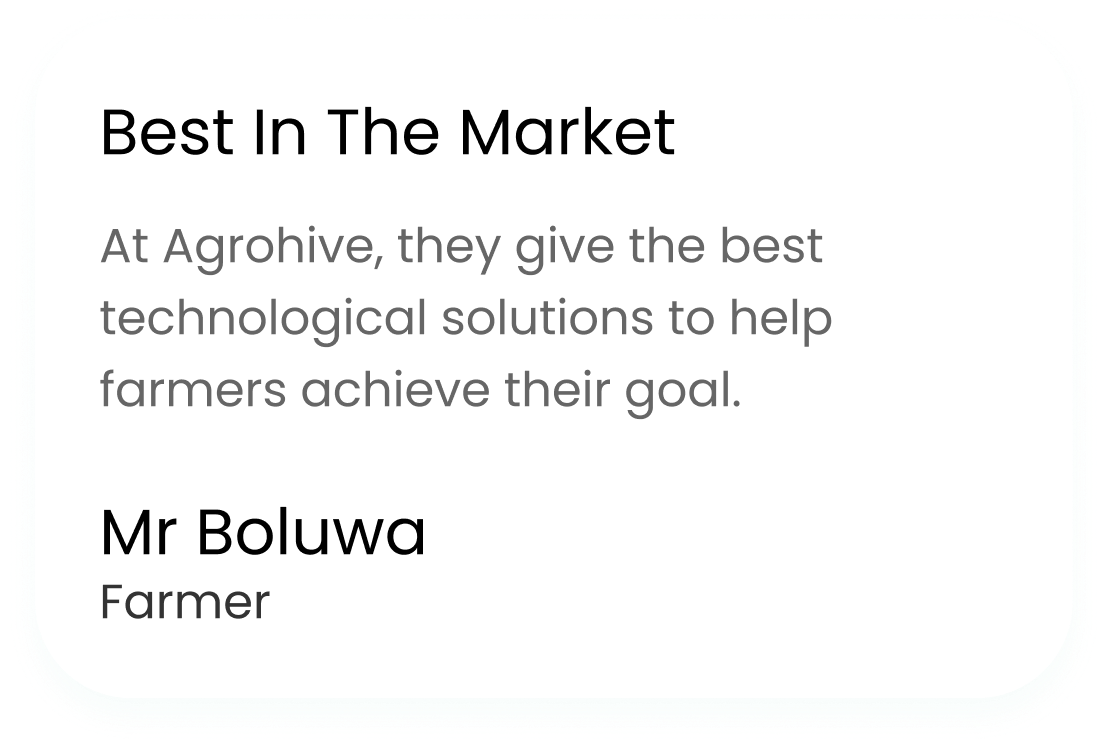 Best In The Market
At Agrohive, they give the best
technological solutions to help
farmers achieve their goal.
Mr Boluwa
Farmer